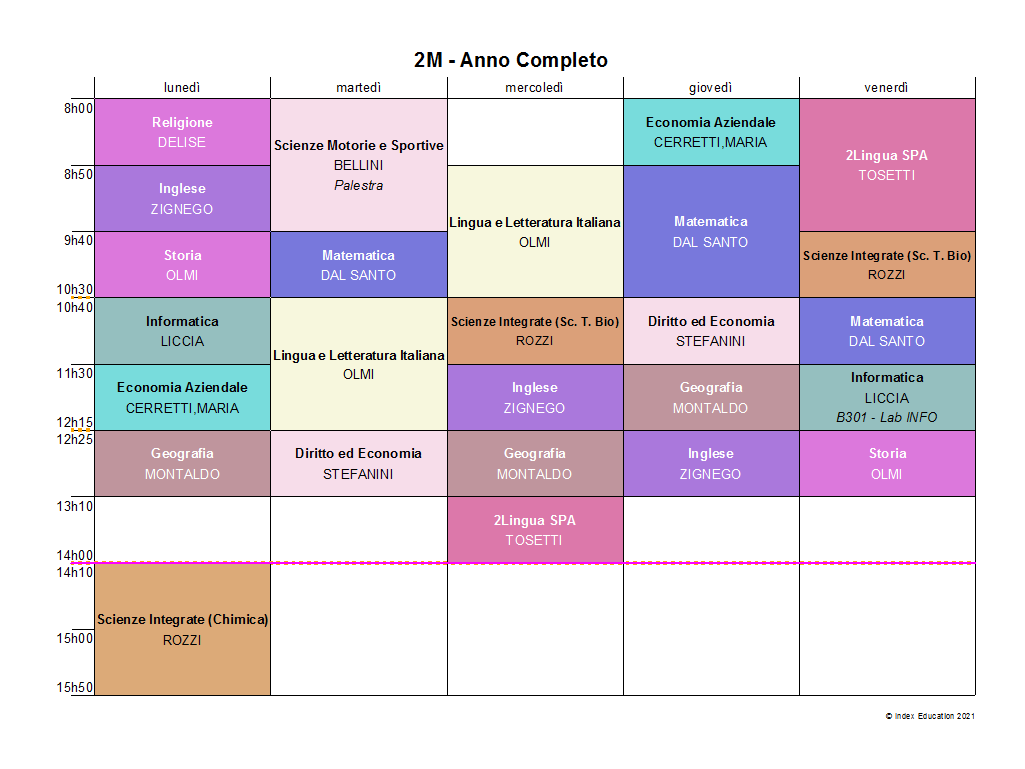 2M - Anno Completo
lunedì martedì mercoledì giovedì venerdì
8h00
Religione
DELISE
Scienze Motorie e Sportive
BELLINI
Palestra
Economia Aziendale
CERRETTI,MARIA
2Lingua SPA
TOSETTI
8h50
Inglese
ZIGNEGO
Lingua e Letteratura Italiana
OLMI
Matematica
DAL SANTO
9h40
Storia
OLMI
Matematica
DAL SANTO
Scienze Integrate (Sc. T. Bio)
ROZZI
10h30
10h40
Informatica
LICCIA
Lingua e Letteratura Italiana
OLMI
Scienze Integrate (Sc. T. Bio)
ROZZI
Diritto ed Economia
STEFANINI
Matematica
DAL SANTO
11h30
Economia Aziendale
CERRETTI,MARIA
Inglese
ZIGNEGO
Geografia
MONTALDO
Informatica
LICCIA
B301 - Lab INFO
12h15
12h25
Geografia
MONTALDO
Diritto ed Economia
STEFANINI
Geografia
MONTALDO
Inglese
ZIGNEGO
Storia
OLMI
13h10
2Lingua SPA
TOSETTI
14h00
14h10
Scienze Integrate (Chimica)
ROZZI
15h00
15h50
© Index Education 2021